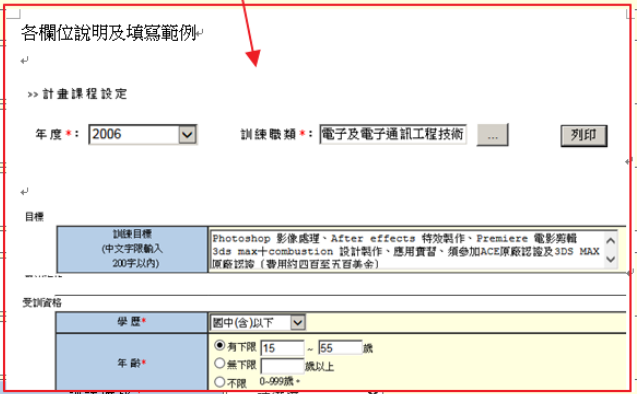 各欄位說明及填寫範例
>> 計畫課程設定
年度*： 2006 訓練職類*： 電子及電子通訊工程技術 ... 列印
目標
訓練目標
(中文字限輸入
200字以內)
Photoshop 影像處理、After effects 特效製作、Premiere 電影剪輯
3ds max＋combustion 設計製作、應用實習、須參加ACE原廠認證及3DS MAX
原廠認證（費用約四百至五百美金）
受訓資格
學歷* 國中(含)以下
年齡* 有下限 15 ~ 55 歲
無下限 歲以上
不限 0~999歲。